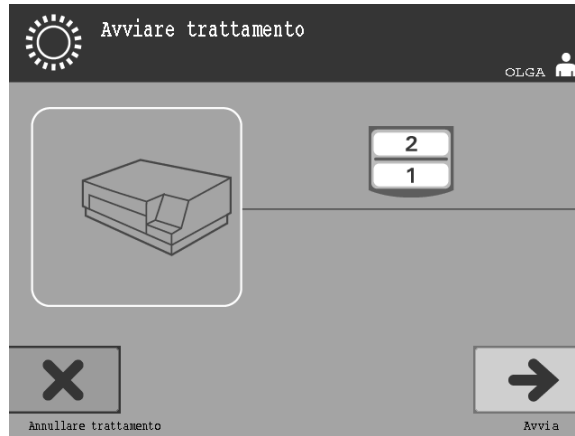 Avviare trattamento
OLGA
2
1
Annullare trattamento
Avvia